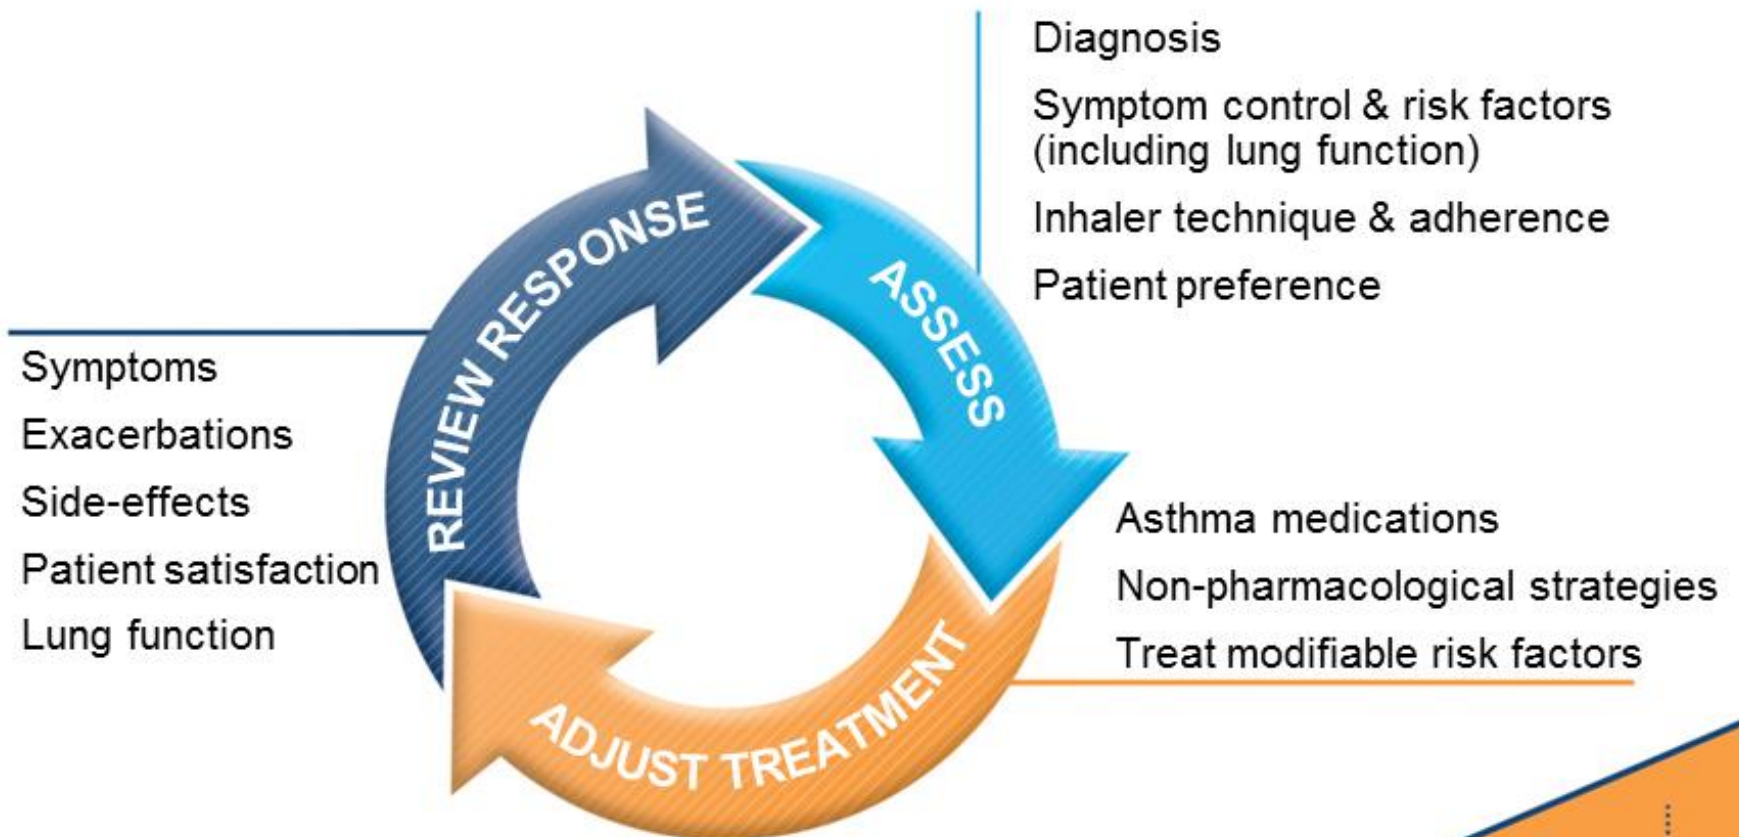 Diagnosis
Symptom control & risk factors
(including lung function)
Inhaler technique & adherence
Patient preference
REVIEW RESPONSE
ASSESS
Symptoms
Exacerbations
Side-effects
Patient satisfaction
Lung function
Asthma medications
Non-pharmacological strategies
Treat modifiable risk factors
ADJUST TREATMENT